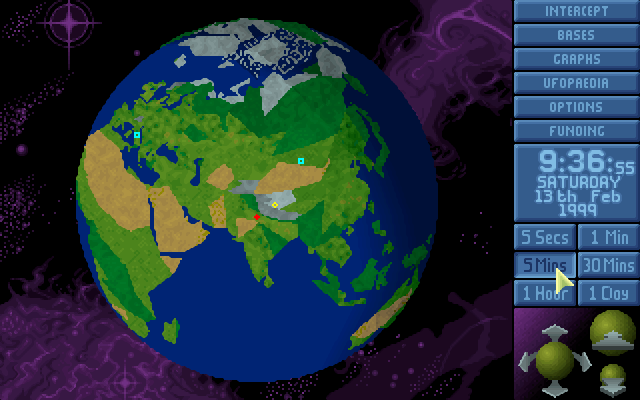 INTERCEPT
BASES
GRAPHS
UFOPAEDIA
OPTIONS
FUNDING
9:36:55
SATURDAY
13th Feb
1999
5 Secs 1 Min
5 Mins 30 Mins
1 Hour 1 Day